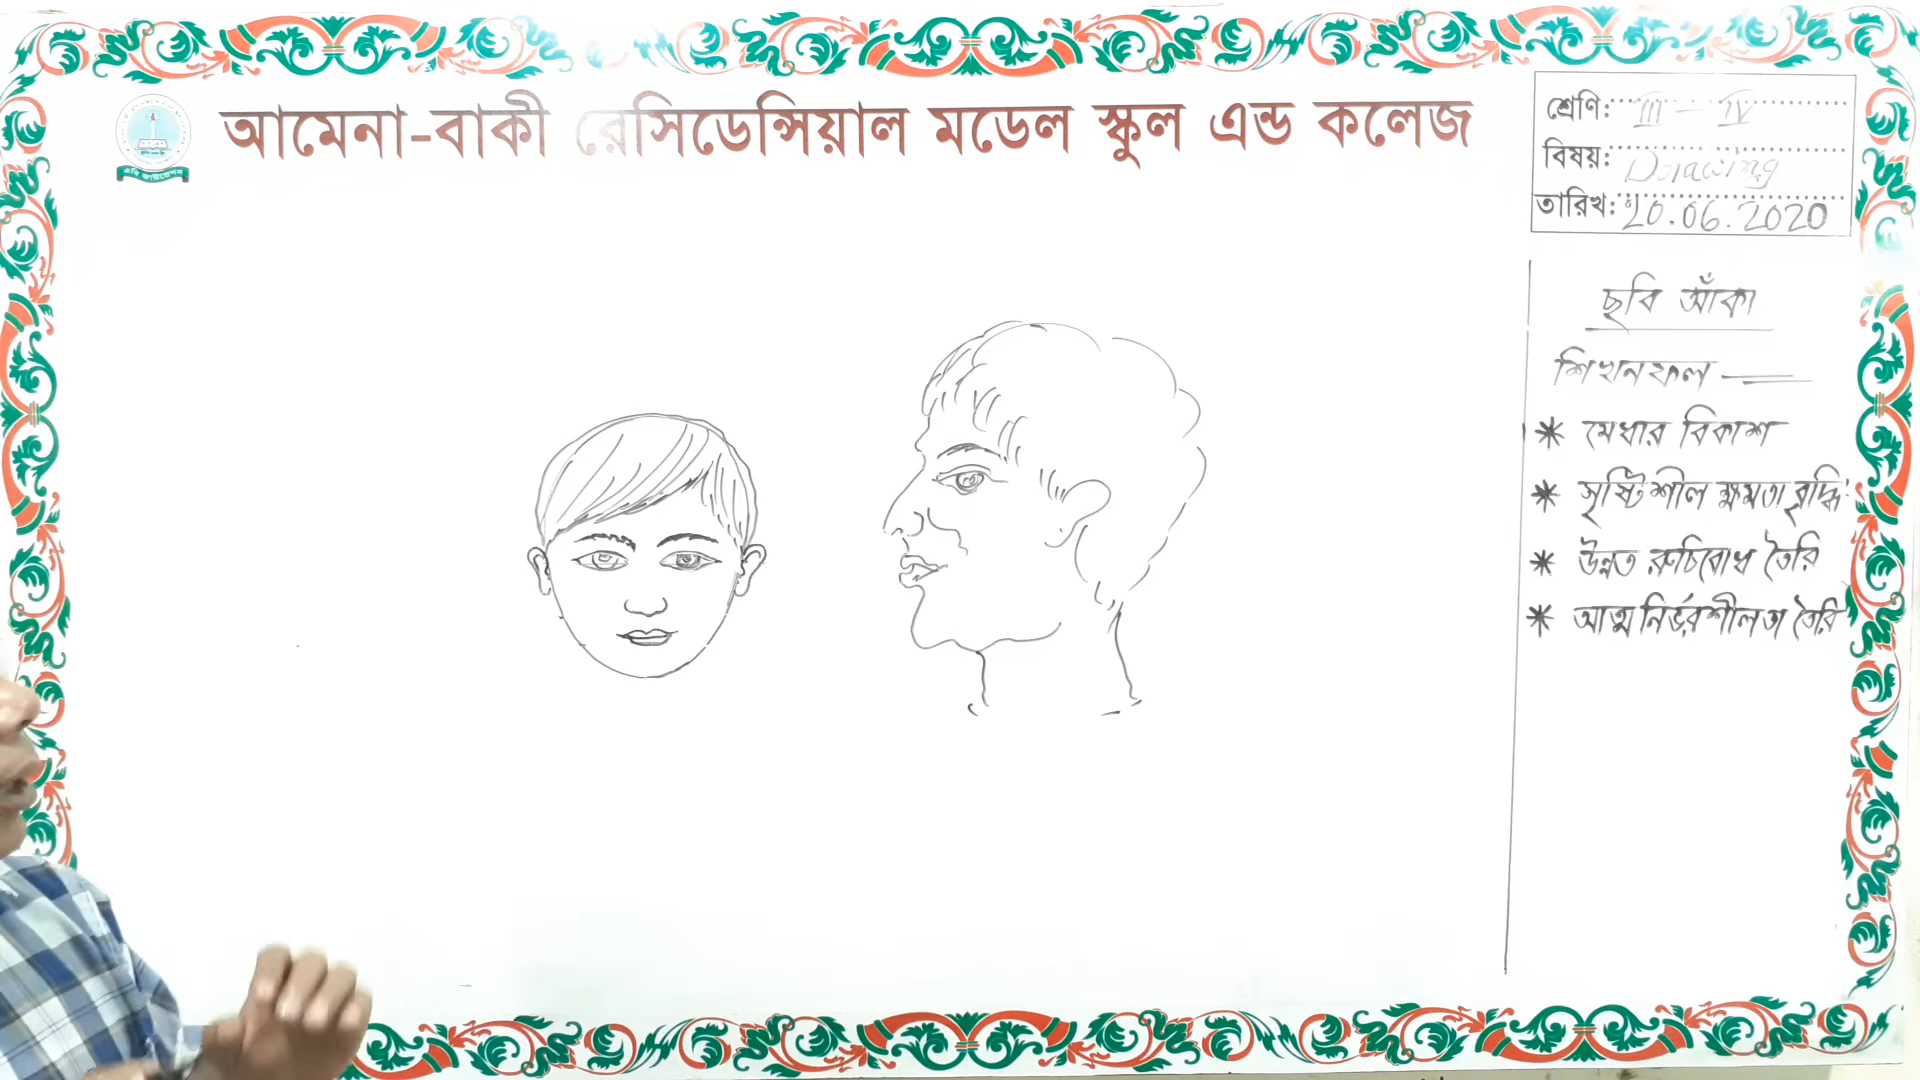 আমেনা-বাকী রেসিডেন্সিয়াল মডেল স্কুল এন্ড কলেজ
শ্রেণি: III - IV
বিষয়: Drawing
তারিখ: 20.06.2020
ছবি আঁকা
শিখনফল
* মেধার বিকাশ
* সৃষ্টিশীল ক্ষমতা বৃদ্ধি
* উন্নত রুচিবোধ তৈরি
* আত্মনির্ভরশীলতা তৈরি